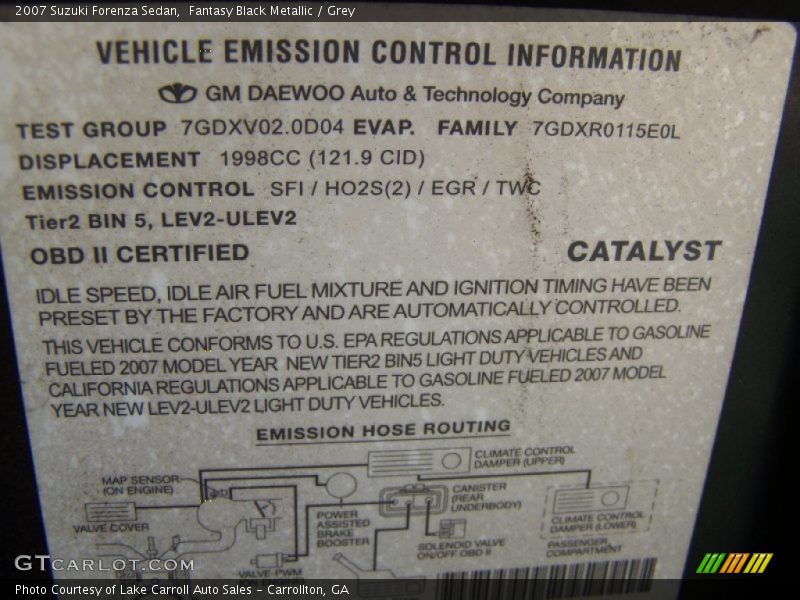 2007 Suzuki Forenza Sedan,  Fantasy Black Metallic / Grey
VEHICLE EMISSION CONTROL INFORMATION
GM DAEWOO Auto & Technology Company
TEST GROUP 7GDXV02.0D04 EVAP. FAMILY 7GDXR0115E0L
DISPLACEMENT 1998CC (121.9 CID)
EMISSION CONTROL SFI / HO2S(2) / EGR / TWC
Tier2 BIN 5, LEV2-ULEV2
OBD II CERTIFIED CATALYST
IDLE SPEED, IDLE AIR FUEL MIXTURE AND IGNITION TIMING HAVE BEEN
PRESET BY THE FACTORY AND ARE AUTOMATICALLY CONTROLLED.
THIS VEHICLE CONFORMS TO U.S. EPA REGULATIONS APPLICABLE TO GASOLINE
FUELED 2007 MODEL YEAR NEW TIER2 BIN5 LIGHT DUTY VEHICLES AND
CALIFORNIA REGULATIONS APPLICABLE TO GASOLINE FUELED 2007 MODEL
YEAR NEW LEV2-ULEV2 LIGHT DUTY VEHICLES.
EMISSION HOSE ROUTING
CLIMATE CONTROL
DAMPER (UPPER)
MAP SENSOR
(ON ENGINE)
CANISTER
(REAR
UNDERBODY)
VALVE COVER
POWER
ASSISTED
BRAKE
BOOSTER
CLIMATE CONTROL
DAMPER (LOWER)
SOLENOID VALVE
ON/OFF OBD II
PASSENGER
COMPARTMENT
VALVE-PWM
GTCARLOT.COM
Photo Courtesy of Lake Carroll Auto Sales - Carrollton, GA